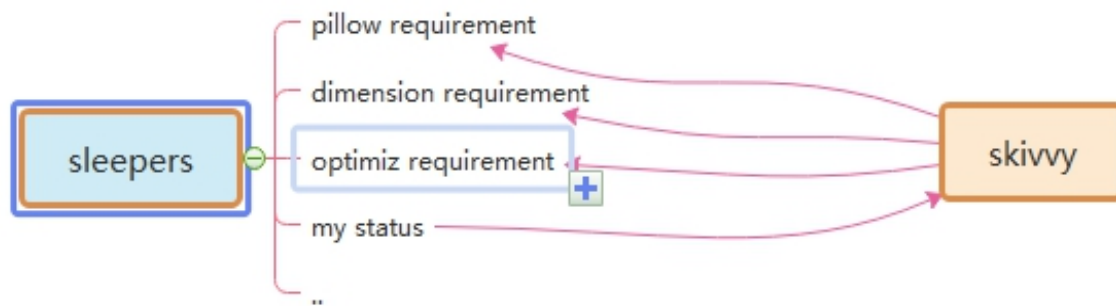 pillow requirement
dimension requirement
sleepers
optimiz requirement
skivvy
my status